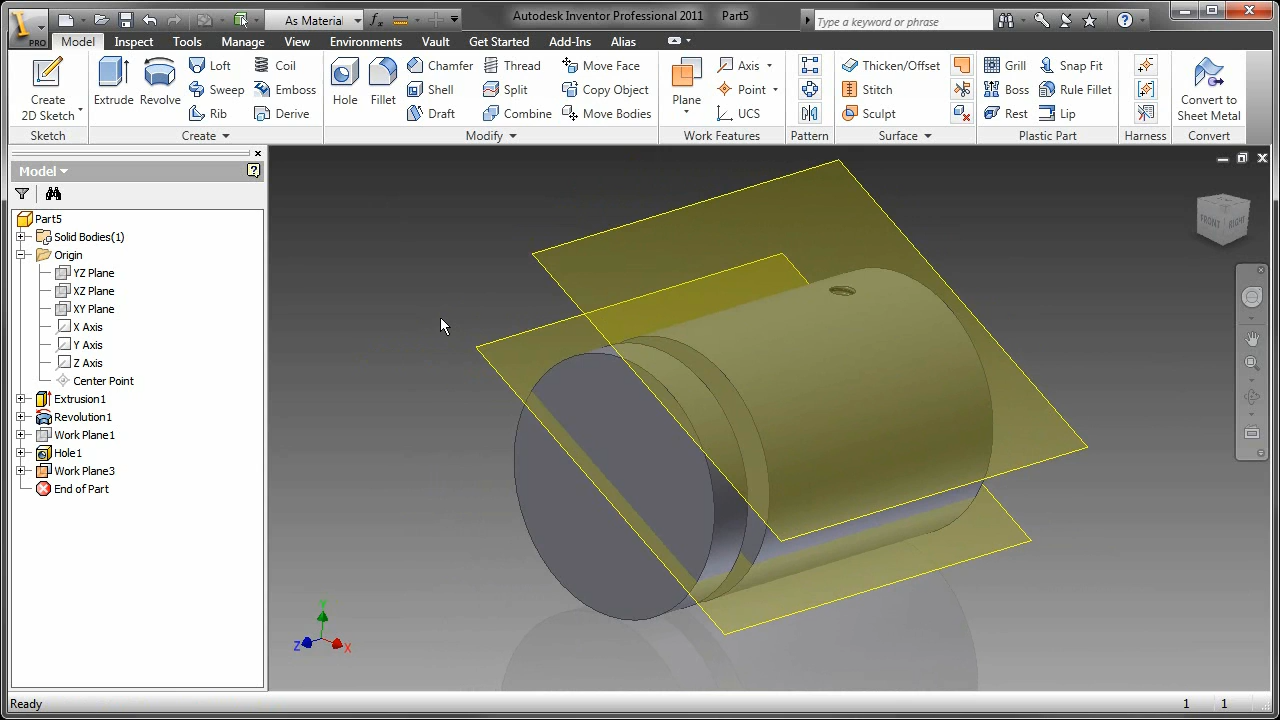 As Material
Autodesk Inventor Professional 2011 Part5
Type a keyword or phrase
PRO
Model Inspect Tools Manage View Environments Vault Get Started Add-Ins Alias
Create
2D Sketch
Sketch
Extrude
Revolve
Loft
Sweep
Rib
Coil
Emboss
Derive
Create
Hole
Fillet
Chamfer
Shell
Draft
Thread
Split
Combine
Move Face
Copy Object
Move Bodies
Modify
Plane
Axis
Point
UCS
Work Features
Pattern
Thicken/Offset
Stitch
Sculpt
Surface
Grill
Boss
Rest
Snap Fit
Rule Fillet
Lip
Plastic Part
Harness
Convert to
Sheet Metal
Convert
Model
Part5
Solid Bodies(1)
Origin
YZ Plane
XZ Plane
XY Plane
X Axis
Y Axis
Z Axis
Center Point
Extrusion1
Revolution1
Work Plane1
Hole1
Work Plane3
End of Part
FRONT RIGHT
Y
Z X
Ready 1 1